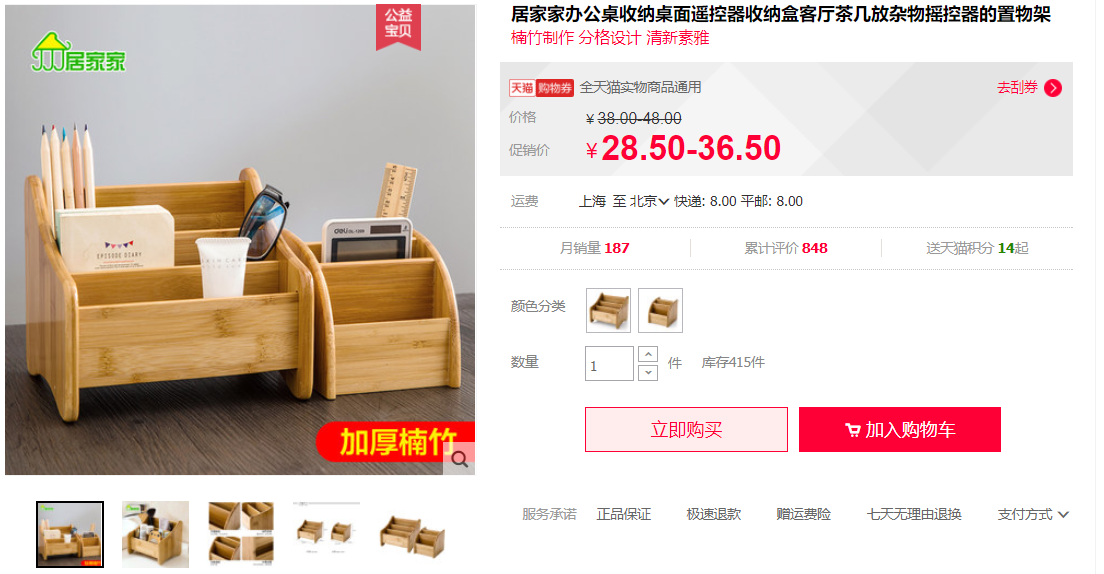 公益
宝贝
居家家
EPISODE DIARY
SKIN CARE
deli
加厚楠竹
居家家办公桌收纳桌面遥控器收纳盒客厅茶几放杂物摇控器的置物架
楠竹制作 分格设计 清新素雅
天猫 购物券 全天猫实物商品通用 去刮券
价格 ¥ 38.00-48.00
促销价 ¥ 28.50-36.50
运费 上海 至 北京 快递: 8.00 平邮: 8.00
月销量 187 累计评价 848 送天猫积分 14起
颜色分类
数量 1 件 库存415件
立即购买 加入购物车
服务承诺 正品保证 极速退款 赠运费险 七天无理由退换 支付方式